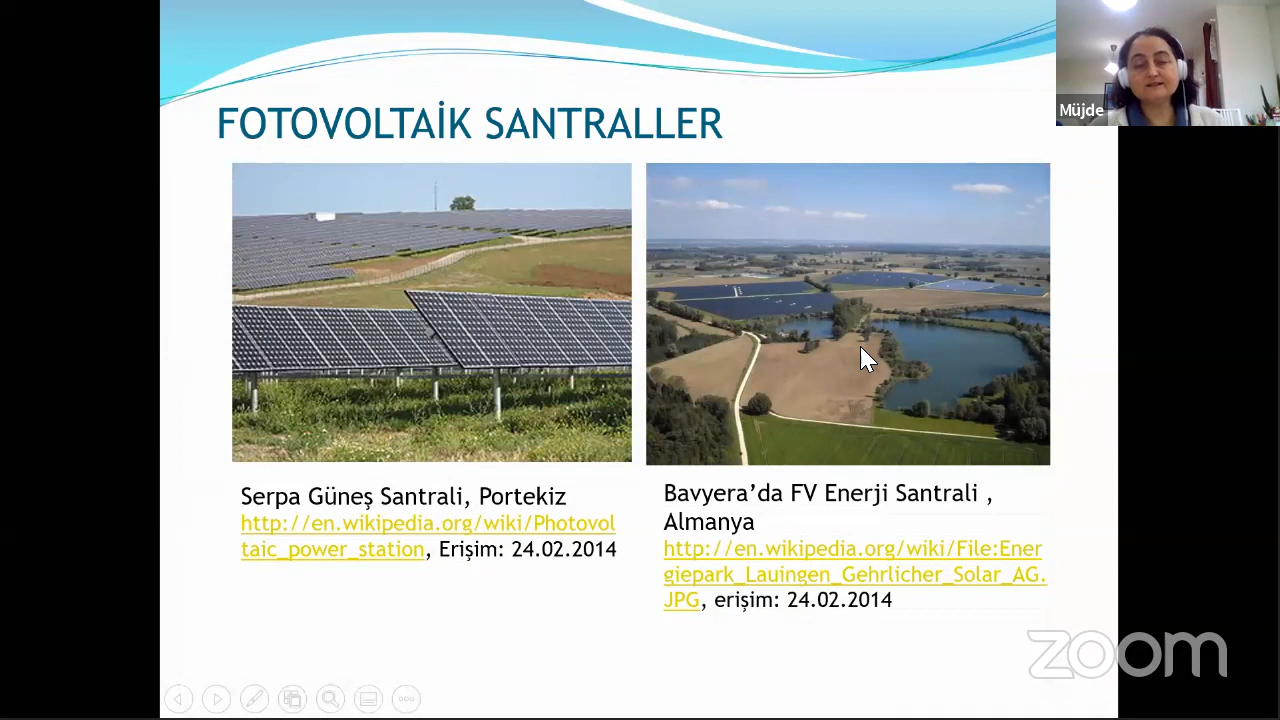 FOTOVOLTAİK SANTRALLER
Müjde
Serpa Güneş Santrali, Portekiz
http://en.wikipedia.org/wiki/Photovol
taic_power_station, Erişim: 24.02.2014
Bavyera’da FV Enerji Santrali ,
Almanya
http://en.wikipedia.org/wiki/File:Ener
giepark_Lauingen_Gehrlicher_Solar_AG.
JPG, erişim: 24.02.2014
zoom